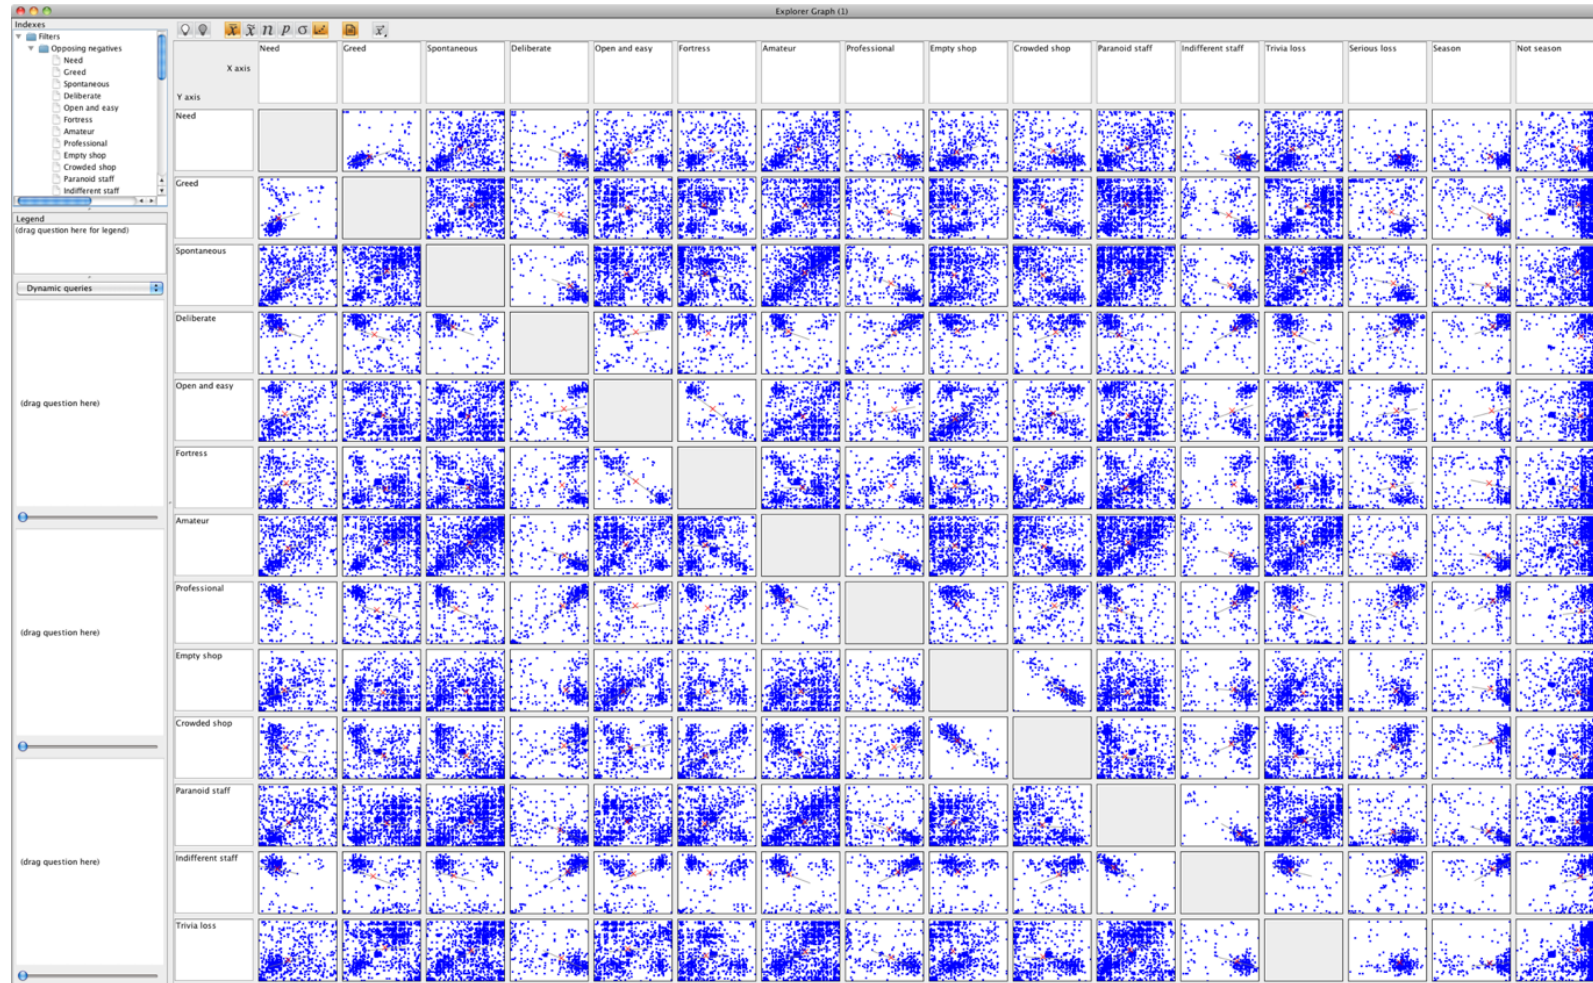 Explorer Graph (1)
Indexes
Filters
Opposing negatives
Need
Greed
Spontaneous
Deliberate
Open and easy
Fortress
Amateur
Professional
Empty shop
Crowded shop
Paranoid staff
Indifferent staff
Legend
(drag question here for legend)
Dynamic queries
(drag question here)
(drag question here)
(drag question here)
x̄ x̃ n p σ
X axis
Y axis
Need Greed Spontaneous Deliberate Open and easy Fortress Amateur Professional Empty shop Crowded shop Paranoid staff Indifferent staff Trivia loss Serious loss Season Not season
Need
Greed
Spontaneous
Deliberate
Open and easy
Fortress
Amateur
Professional
Empty shop
Crowded shop
Paranoid staff
Indifferent staff
Trivia loss